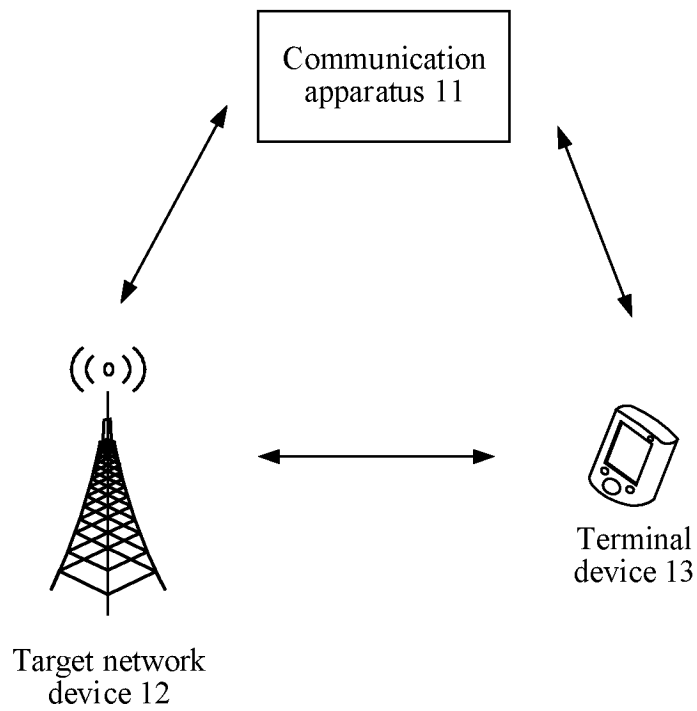 Communication
apparatus 11
Terminal
device 13
Target network
device 12